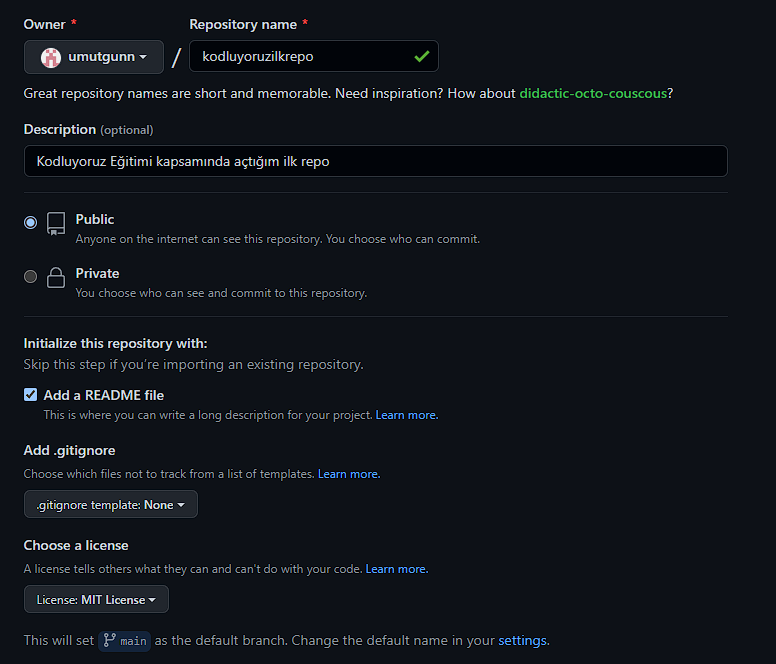 Owner * Repository name *
umutgunn / kodluyoruzilkrepo
Great repository names are short and memorable. Need inspiration? How about didactic-octo-couscous?
Description (optional)
Kodluyoruz Eğitimi kapsamında açtığım ilk repo
Public
Anyone on the internet can see this repository. You choose who can commit.
Private
You choose who can see and commit to this repository.
Initialize this repository with:
Skip this step if you’re importing an existing repository.
Add a README file
This is where you can write a long description for your project. Learn more.
Add .gitignore
Choose which files not to track from a list of templates. Learn more.
.gitignore template: None
Choose a license
A license tells others what they can and can't do with your code. Learn more.
License: MIT License
This will set main as the default branch. Change the default name in your settings.